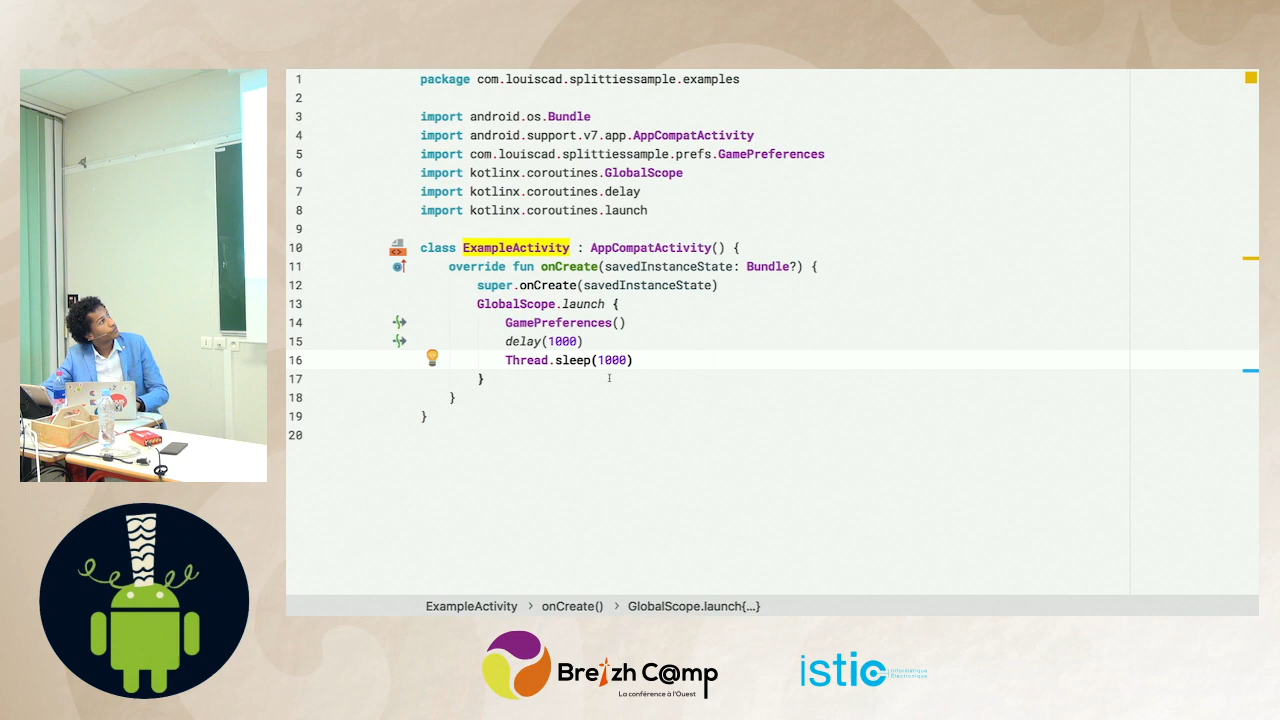 1 package com.louiscad.splittiessample.examples
2
3 import android.os.Bundle
4 import android.support.v7.app.AppCompatActivity
5 import com.louiscad.splittiessample.prefs.GamePreferences
6 import kotlinx.coroutines.GlobalScope
7 import kotlinx.coroutines.delay
8 import kotlinx.coroutines.launch
9
10 class ExampleActivity : AppCompatActivity() {
11 override fun onCreate(savedInstanceState: Bundle?) {
12 super.onCreate(savedInstanceState)
13 GlobalScope.launch {
14 GamePreferences()
15 delay(1000)
16 Thread.sleep(1000)
17 }
18 }
19 }
20
ExampleActivity › onCreate() › GlobalScope.launch{...}
Breizh C@mp
La conférence à l'Ouest
istic
Informatique
Électronique